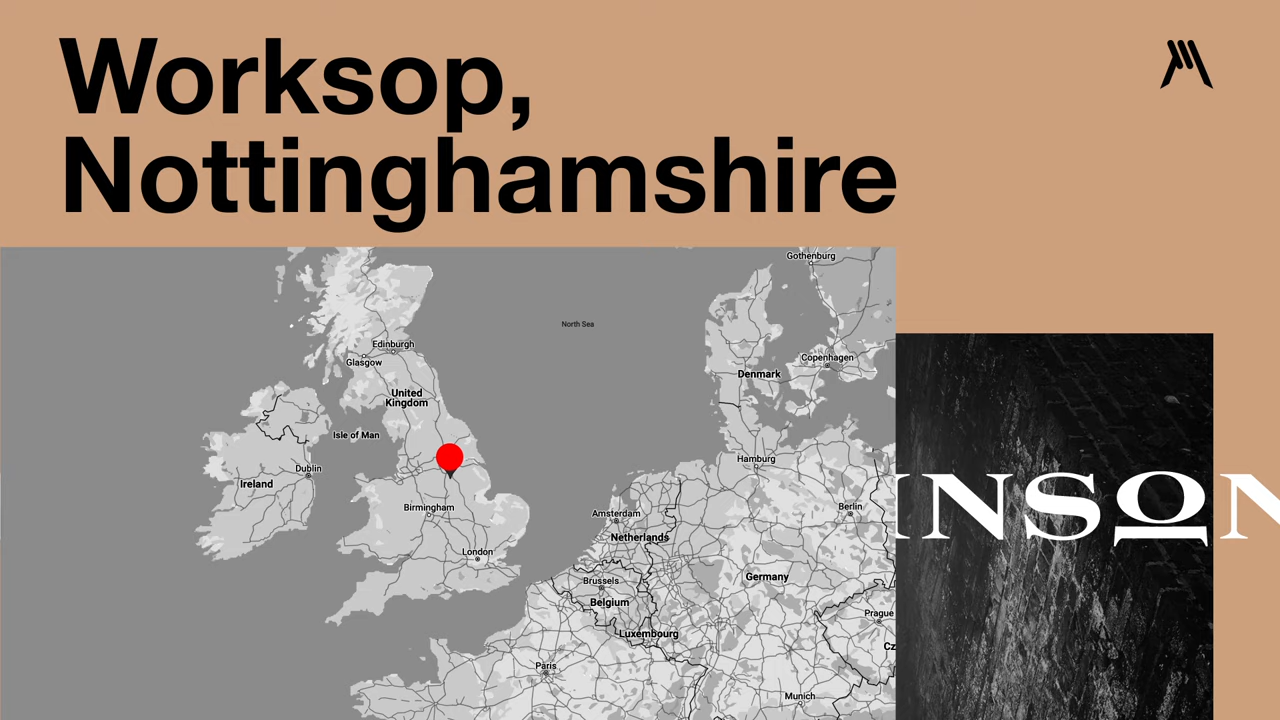 Worksop,
Nottinghamshire
Gothenburg
North Sea
Edinburgh
Glasgow
Copenhagen
Denmark
United
Kingdom
Isle of Man
Hamburg
Dublin
Ireland
Birmingham
Berlin
Amsterdam
Netherlands
INSON
London
Germany
Brussels
Belgium
Prague
Luxembourg
Cz
Paris
Munich